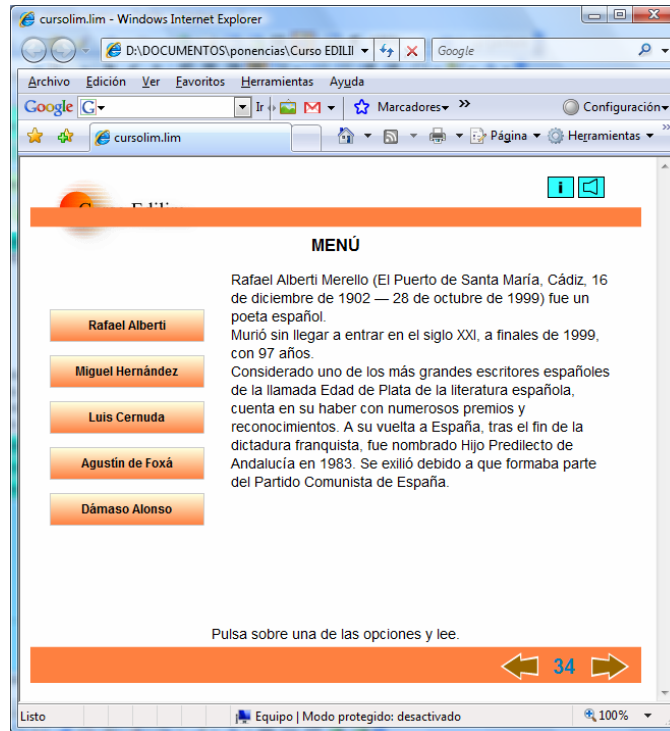 cursolim.lim - Windows Internet Explorer
D:\DOCUMENTOS\ponencias\Curso EDILII
Google
Archivo Edición Ver Favoritos Herramientas Ayuda
Google G Ir Marcadores » Configuración
cursolim.lim Página Herramientas »
i
MENÚ
Rafael Alberti
Miguel Hernández
Luis Cernuda
Agustín de Foxá
Dámaso Alonso
Rafael Alberti Merello (El Puerto de Santa María, Cádiz, 16
de diciembre de 1902 — 28 de octubre de 1999) fue un
poeta español.
Murió sin llegar a entrar en el siglo XXI, a finales de 1999,
con 97 años.
Considerado uno de los más grandes escritores españoles
de la llamada Edad de Plata de la literatura española,
cuenta en su haber con numerosos premios y
reconocimientos. A su vuelta a España, tras el fin de la
dictadura franquista, fue nombrado Hijo Predilecto de
Andalucía en 1983. Se exilió debido a que formaba parte
del Partido Comunista de España.
Pulsa sobre una de las opciones y lee.
34
Listo Equipo | Modo protegido: desactivado 100%